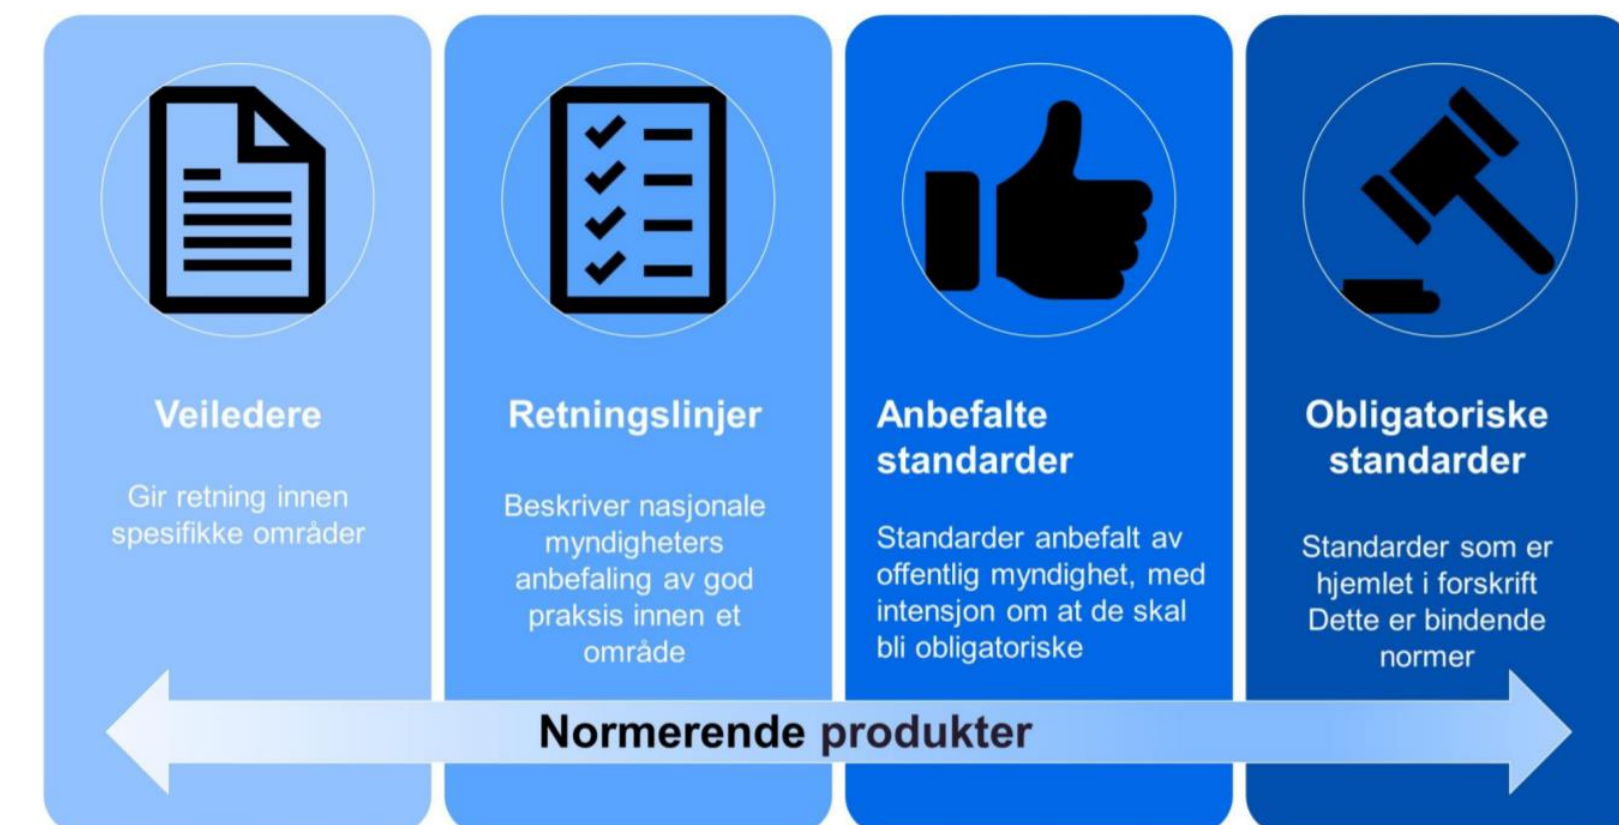 Veiledere
Gir retning innen
spesifikke områder
Retningslinjer
Beskriver nasjonale
myndigheters
anbefaling av god
praksis innen et
område
Anbefalte
standarder
Standarder anbefalt av
offentlig myndighet, med
intensjon om at de skal
bli obligatoriske
Obligatoriske
standarder
Standarder som er
hjemlet i forskrift
Dette er bindende
normer
Normerende produkter